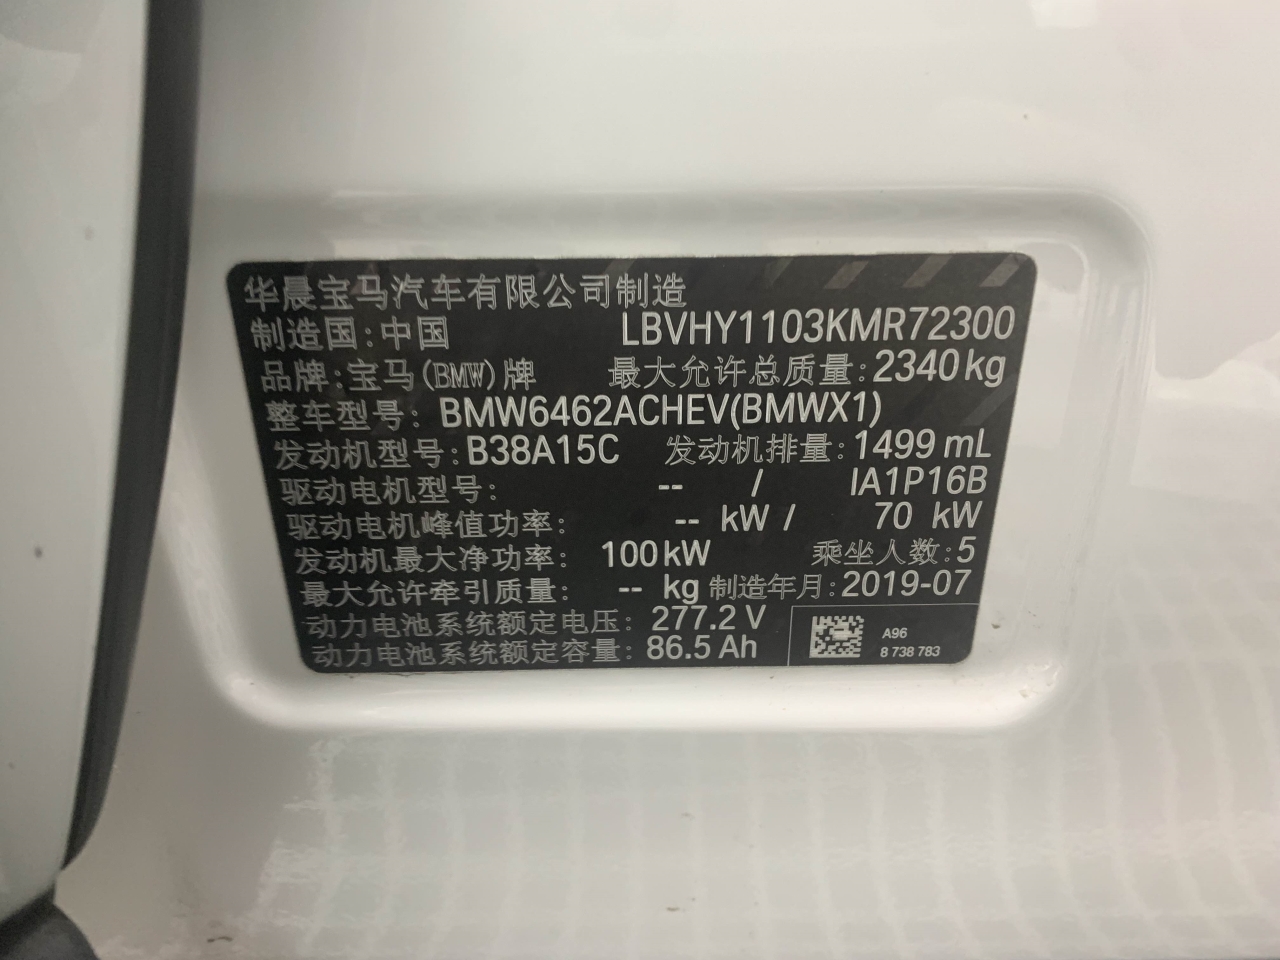 华晨宝马汽车有限公司制造
制造国:中国 LBVHY1103KMR72300
品牌:宝马(BMW)牌 最大允许总质量:2340kg
整车型号: BMW6462ACHEV(BMWX1)
发动机型号:B38A15C 发动机排量:1499 mL
驱动电机型号: -- / IA1P16B
驱动电机峰值功率: -- kW / 70 kW
发动机最大净功率: 100kW 乘坐人数:5
最大允许牵引质量: -- kg 制造年月:2019-07
动力电池系统额定电压: 277.2 V
动力电池系统额定容量: 86.5 Ah
A96
8 738 783